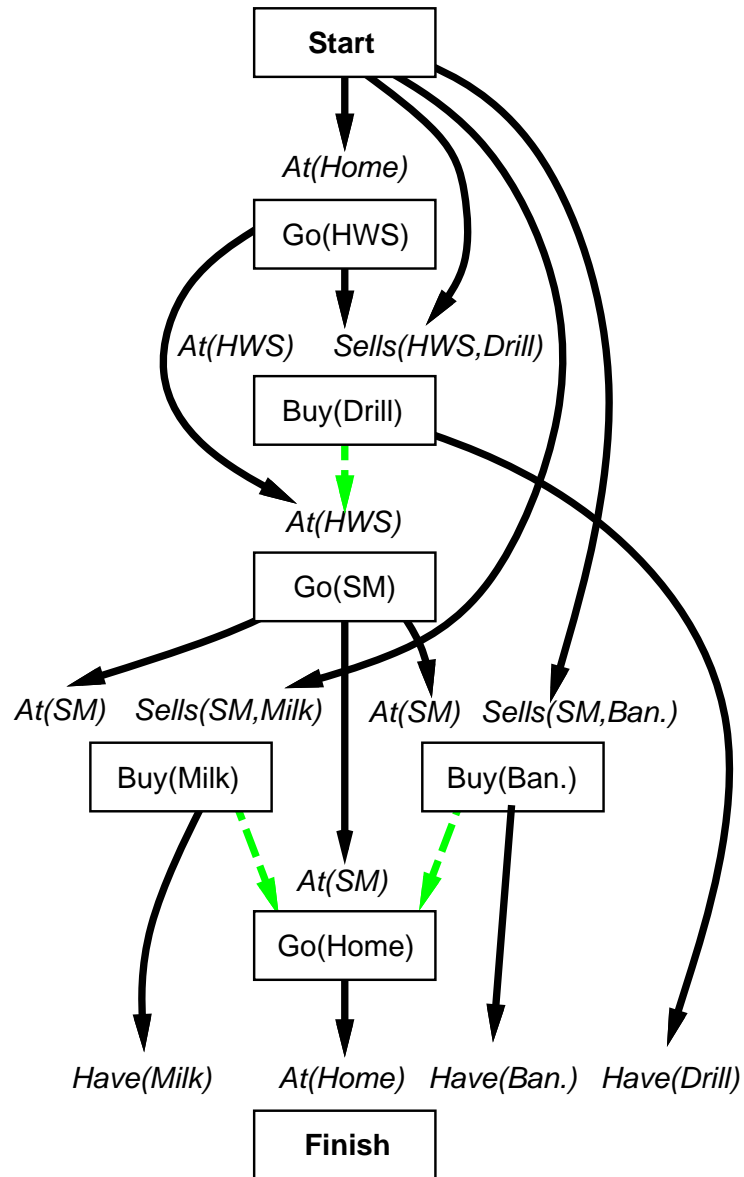 Start
At(Home)
Go(HWS)
At(HWS) Sells(HWS,Drill)
Buy(Drill)
At(HWS)
Go(SM)
At(SM) Sells(SM,Milk) At(SM) Sells(SM,Ban.)
Buy(Milk) Buy(Ban.)
At(SM)
Go(Home)
Have(Milk) At(Home) Have(Ban.) Have(Drill)
Finish